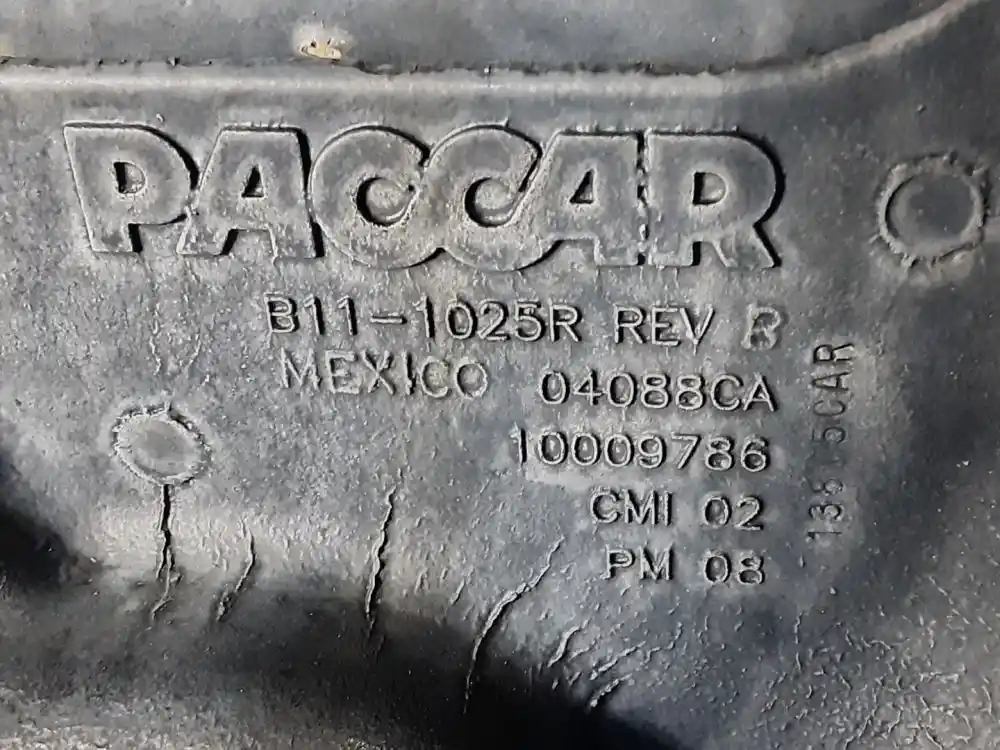 PACCAR
B11-1025R REV B
MEXICO 04088CA
10009786
CMI 02
PM 08